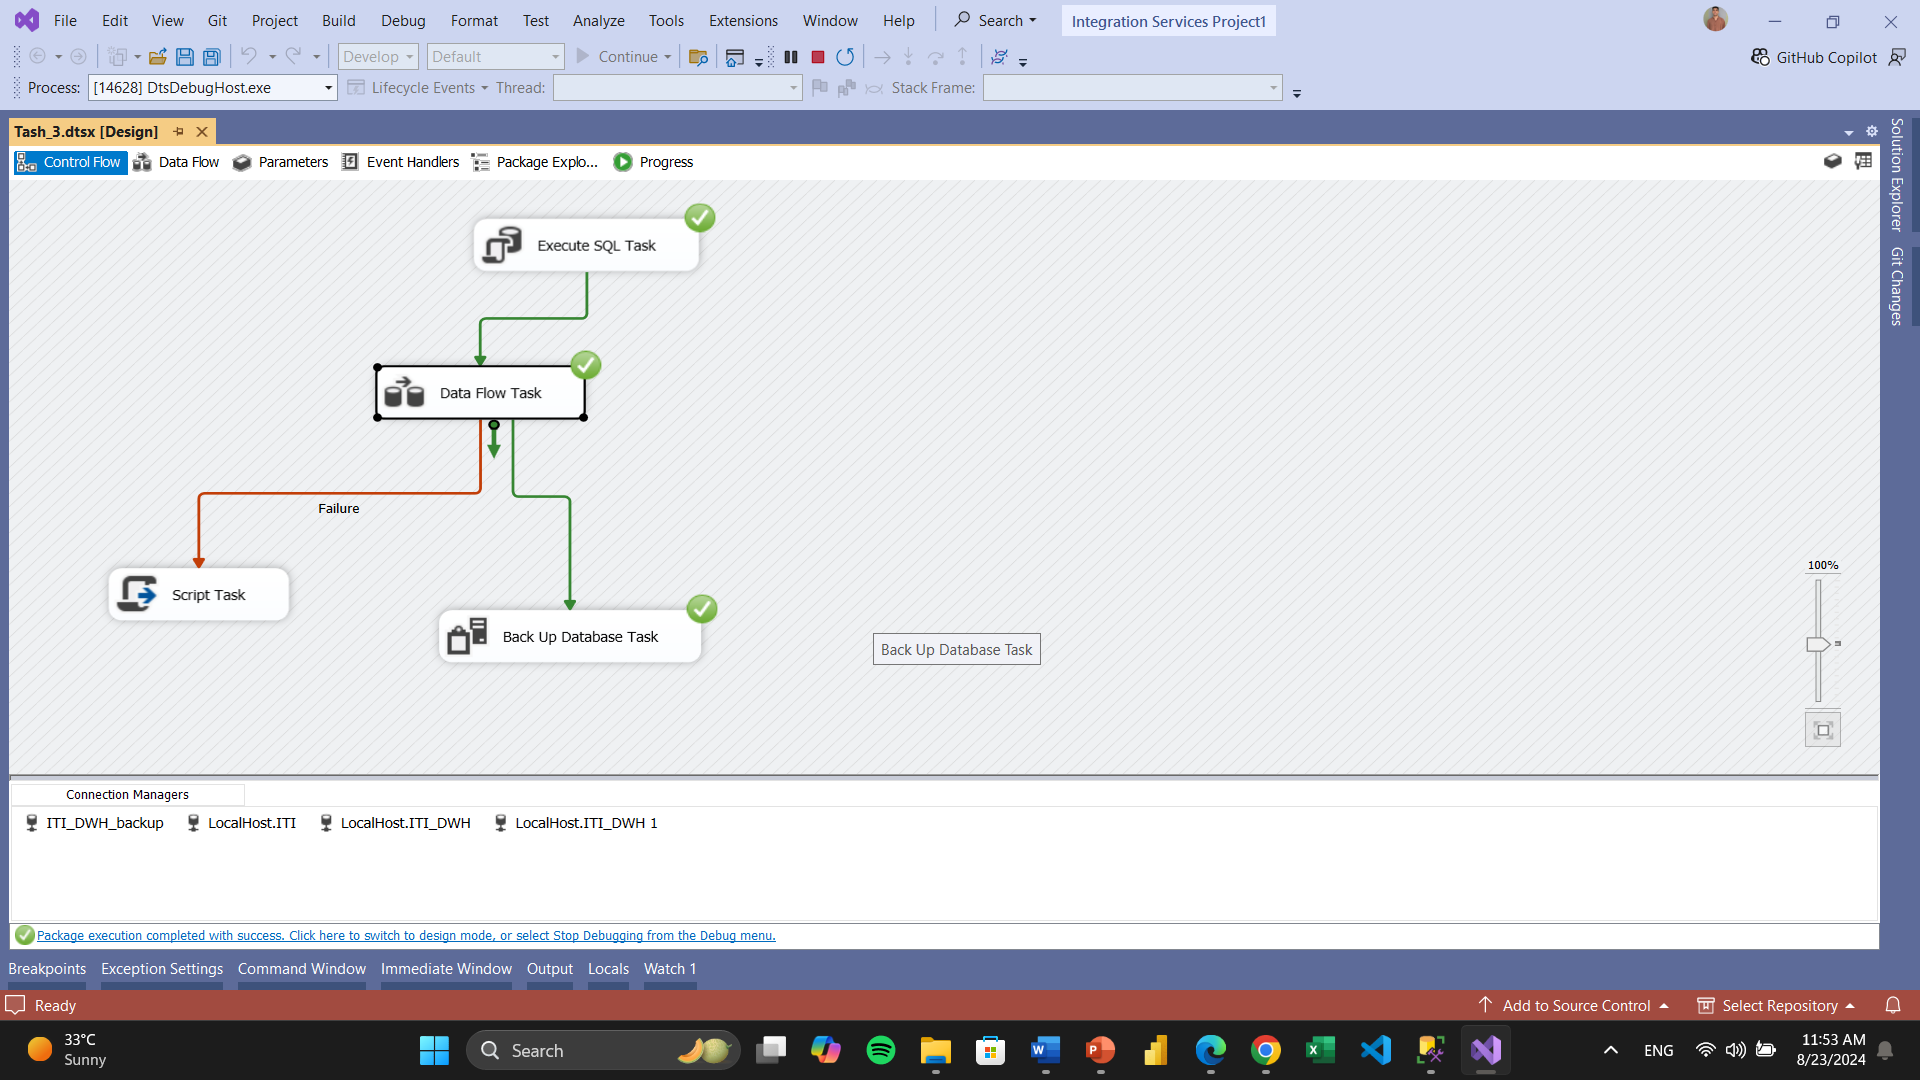 File Edit View Git Project Build Debug Format Test Analyze Tools Extensions Window Help Search Integration Services Project1
Develop Default Continue GitHub Copilot
Process: [14628] DtsDebugHost.exe Lifecycle Events Thread: Stack Frame:
Tash_3.dtsx [Design]
Control Flow Data Flow Parameters Event Handlers Package Explo... Progress
Solution Explorer
Git Changes
Execute SQL Task
Data Flow Task
Failure
Script Task
Back Up Database Task
Back Up Database Task
100%
Connection Managers
ITI_DWH_backup LocalHost.ITI LocalHost.ITI_DWH LocalHost.ITI_DWH 1
Package execution completed with success. Click here to switch to design mode, or select Stop Debugging from the Debug menu.
Breakpoints Exception Settings Command Window Immediate Window Output Locals Watch 1
Ready Add to Source Control Select Repository
33°C
Sunny
Search
ENG
11:53 AM
8/23/2024